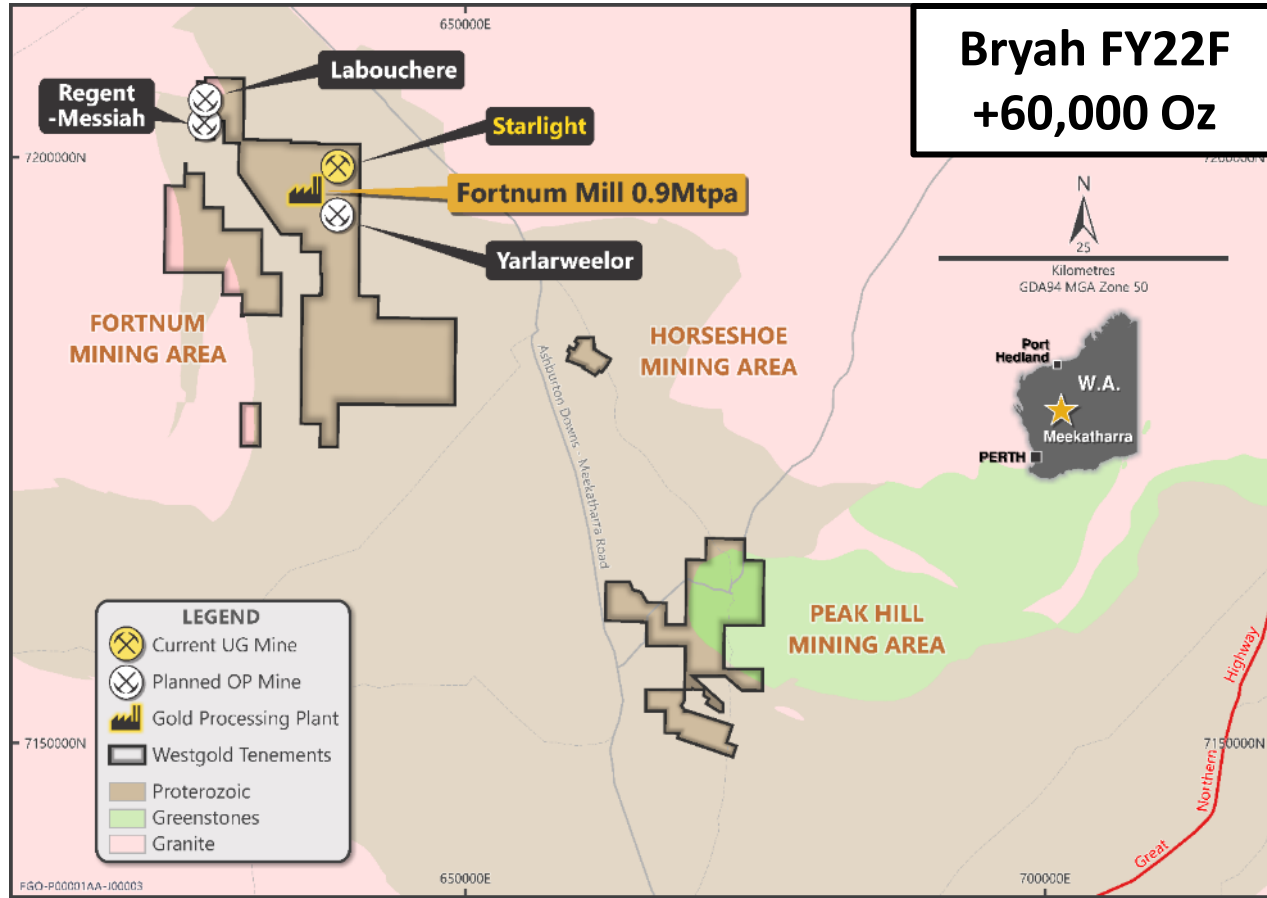 650000E
Bryah FY22F
+60,000 Oz
Labouchere
Regent
-Messiah
Starlight
7200000N
7200000N
Fortnum Mill 0.9Mtpa
N
Yarlarweelor
25
Kilometres
GDA94 MGA Zone 50
FORTNUM
MINING AREA
HORSESHOE
MINING AREA
Port
Hedland
W.A.
Meekatharra
PERTH
Ashburton Downs - Meekatharra Road
PEAK HILL
MINING AREA
LEGEND
Current UG Mine
Planned OP Mine
Gold Processing Plant
Westgold Tenements
Proterozoic
Greenstones
Granite
7150000N
7150000N
Great Northern Highway
FGO-P00001AA-J00003
650000E
700000E